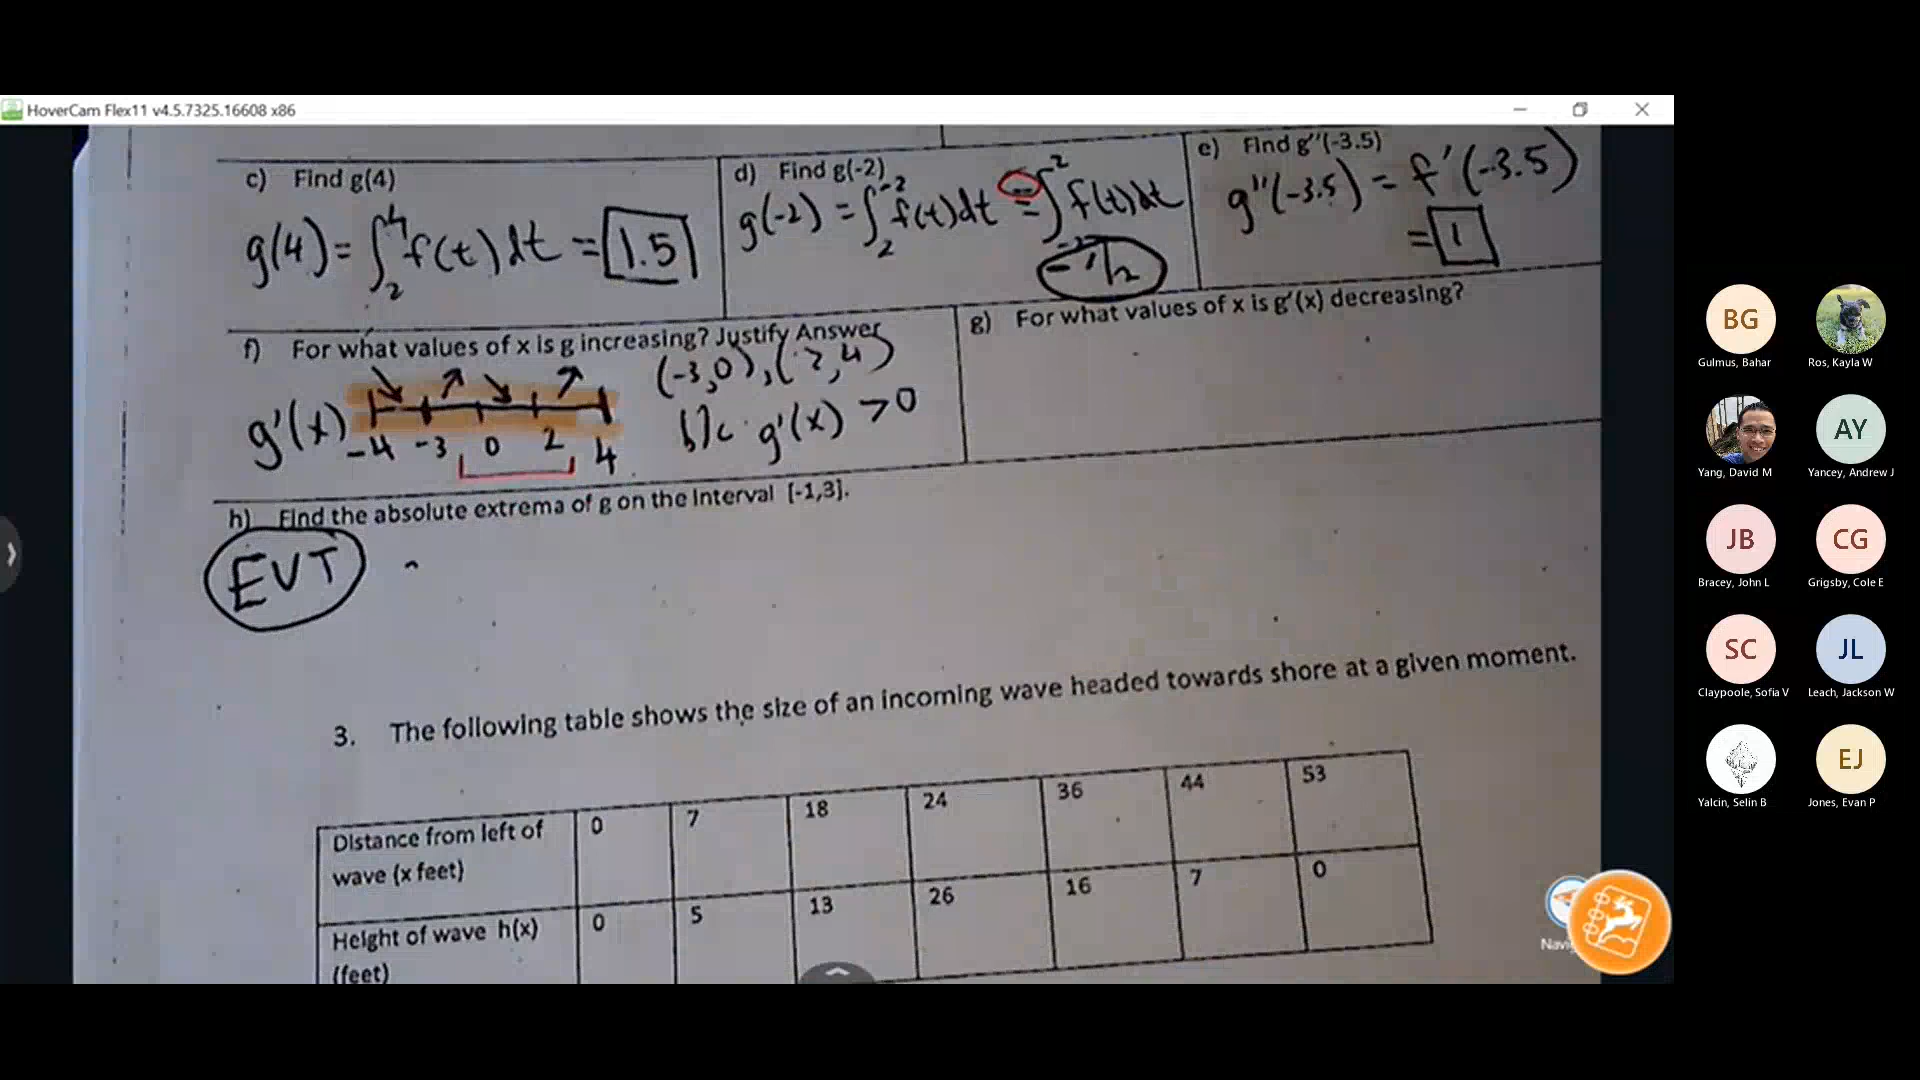 HoverCam Flex11 v4.5.7325.16608 x86
c) Find g(4)
g(4) = ∫₂⁴ f(t) dt = 1.5
d) Find g(-2)
g(-2) = ∫₂⁻² f(t) dt = -∫₋₂² f(t) dt
-1/2
e) Find g''(-3.5)
g''(-3.5) = f'(-3.5)
= 1
f) For what values of x is g increasing? Justify Answer
(-3,0), (2,4)
g'(x) -4 -3 0 2 4
b/c g'(x) >0
g) For what values of x is g'(x) decreasing?
h) Find the absolute extrema of g on the interval [-1,3].
EVT
3. The following table shows the size of an incoming wave headed towards shore at a given moment.
Distance from left of wave (x feet) 0 7 18 24 36 44 53
Height of wave h(x) (feet) 0 5 13 26 16 7 0
BG
Gulmus, Bahar
Ros, Kayla W
Yang, David M
AY
Yancey, Andrew J
JB
Bracey, John L
CG
Grigsby, Cole E
SC
Claypoole, Sofia V
JL
Leach, Jackson W
Yalcin, Selin B
EJ
Jones, Evan P